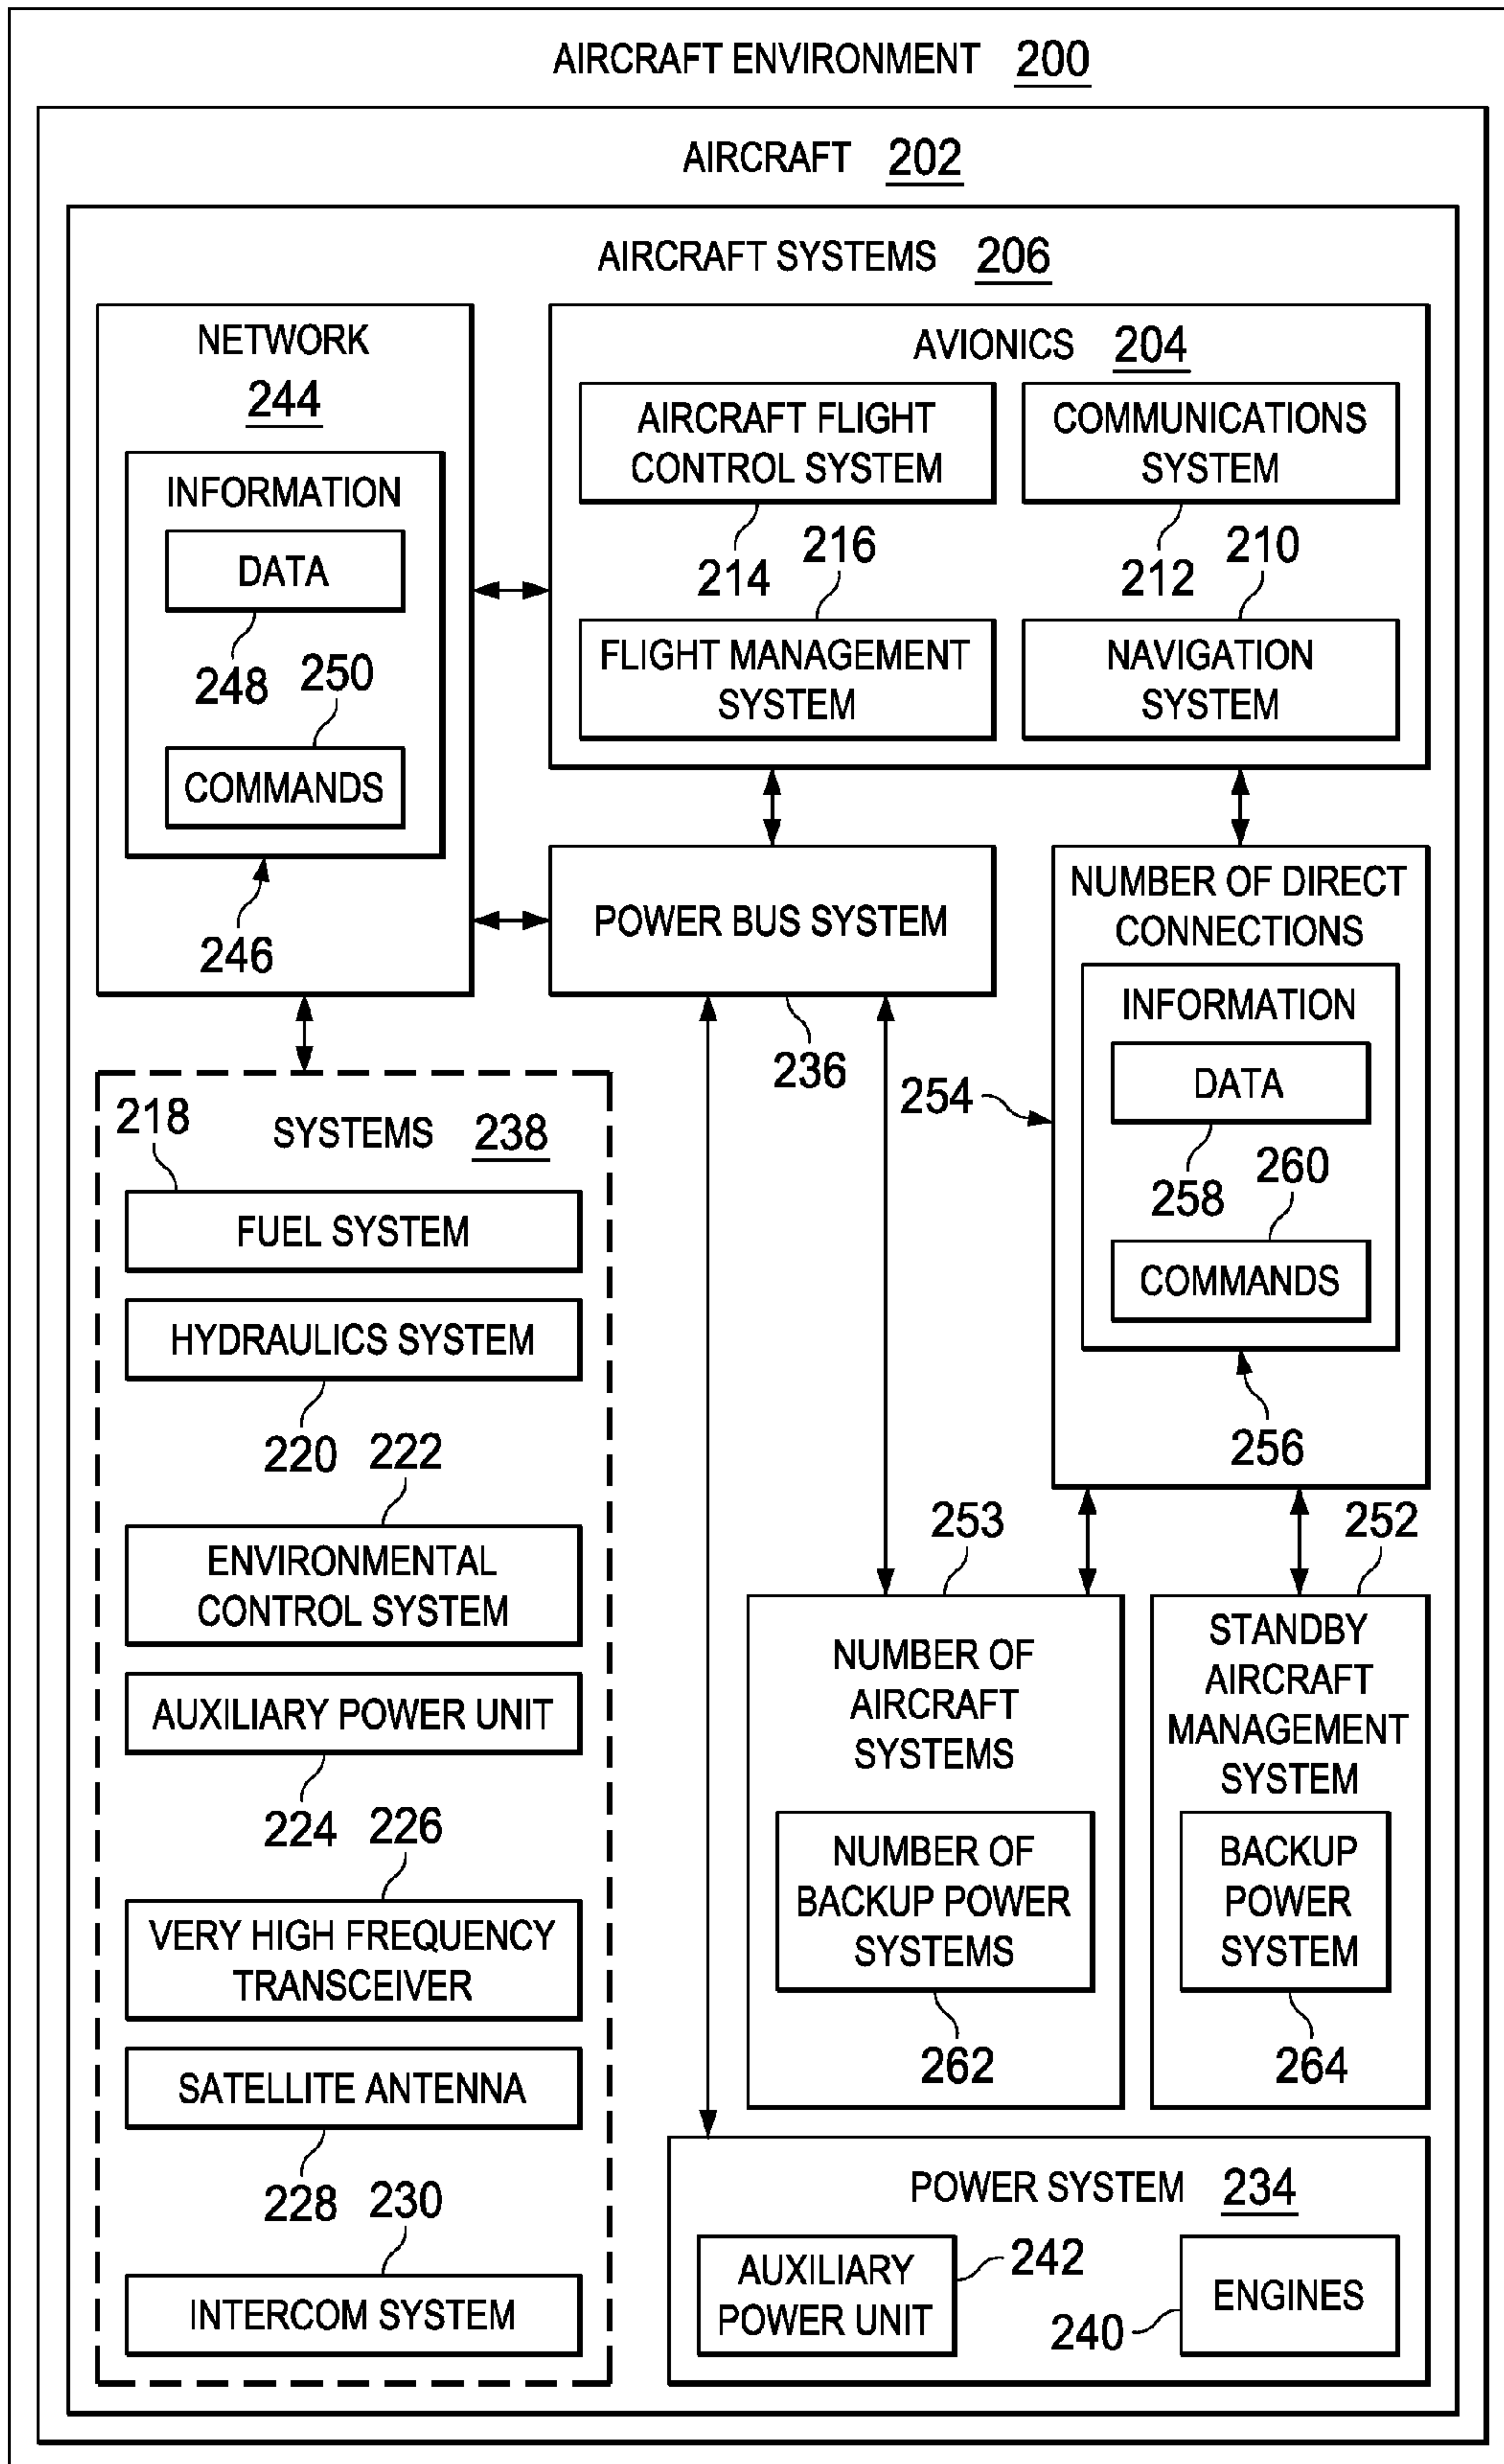 AIRCRAFT ENVIRONMENT 200
AIRCRAFT 202
AIRCRAFT SYSTEMS 206
NETWORK
244
INFORMATION
DATA
248
250
COMMANDS
246
AVIONICS 204
AIRCRAFT FLIGHT
CONTROL SYSTEM
214
COMMUNICATIONS
SYSTEM
212
216
FLIGHT MANAGEMENT
SYSTEM
210
NAVIGATION
SYSTEM
POWER BUS SYSTEM
236
NUMBER OF DIRECT
CONNECTIONS
254
INFORMATION
DATA
258
260
COMMANDS
256
SYSTEMS 238
218
FUEL SYSTEM
HYDRAULICS SYSTEM
220
222
ENVIRONMENTAL
CONTROL SYSTEM
AUXILIARY POWER UNIT
224
226
VERY HIGH FREQUENCY
TRANSCEIVER
SATELLITE ANTENNA
228
230
INTERCOM SYSTEM
253
NUMBER OF
AIRCRAFT
SYSTEMS
NUMBER OF
BACKUP POWER
SYSTEMS
262
252
STANDBY
AIRCRAFT
MANAGEMENT
SYSTEM
BACKUP
POWER
SYSTEM
264
POWER SYSTEM 234
AUXILIARY
POWER UNIT
242
240
ENGINES